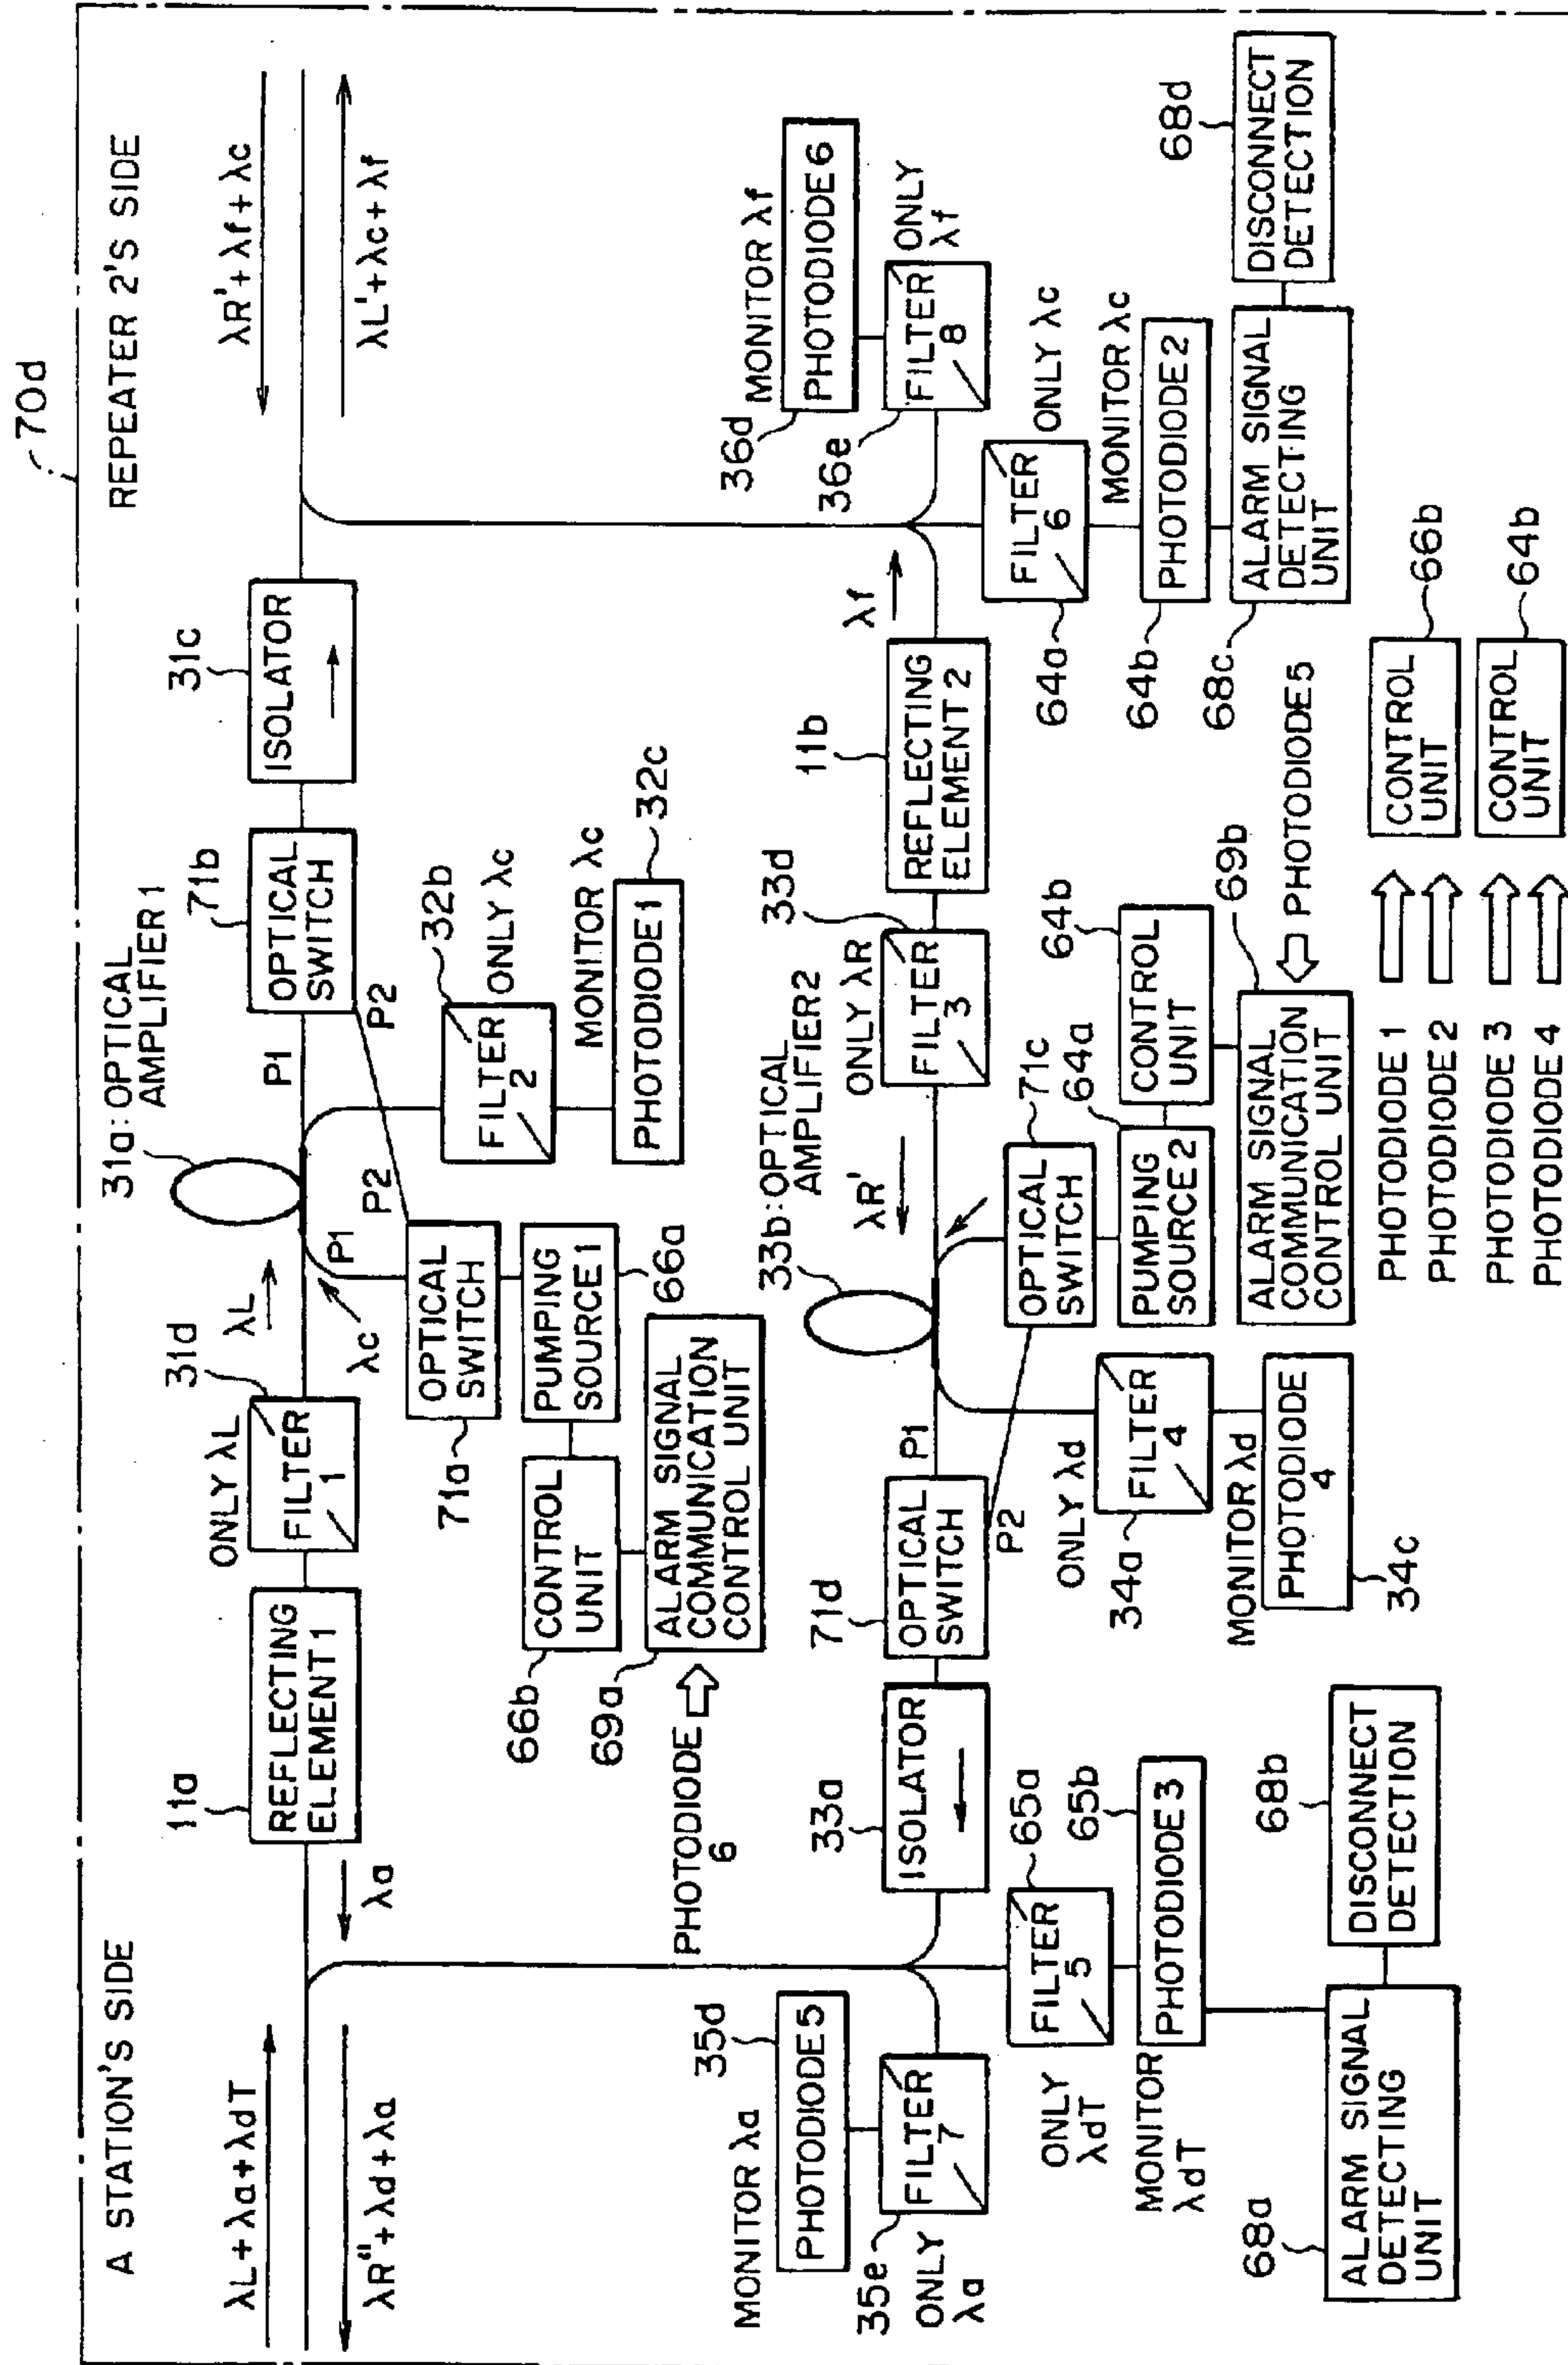 70d
A STATION'S SIDE
REPEATER 2'S SIDE
λL + λa + λdT
λR" + λd + λa
λa
11a
REFLECTING
ELEMENT 1
ONLY λL
31d
FILTER
1
λL
λc
31a: OPTICAL
AMPLIFIER 1
P1
P1
P2
P2
71b
OPTICAL
SWITCH
31c
ISOLATOR
λR' + λf + λc
λL' + λc + λf
71a
OPTICAL
SWITCH
PUMPING
SOURCE 1
66a
66b
CONTROL
UNIT
69a
ALARM SIGNAL
COMMUNICATION
CONTROL UNIT
PHOTODIODE
6
32b
FILTER
2
ONLY λc
MONITOR λc
PHOTODIODE 1
32c
MONITOR λa
PHOTODIODE 5
35d
35e
FILTER
7
ONLY
λa
33a
ISOLATOR
71d
OPTICAL
SWITCH
P1
P2
33b: OPTICAL
AMPLIFIER 2
λR'
ONLY λR
33d
FILTER
3
11b
REFLECTING
ELEMENT 2
λf
36d
MONITOR λf
PHOTODIODE 6
36e
FILTER
8
ONLY
λf
FILTER
5
65a
ONLY
λdT
65b
PHOTODIODE 3
MONITOR
λdT
68a
ALARM SIGNAL
DETECTING
UNIT
68b
DISCONNECT
DETECTION
ONLY λd
34a
FILTER
4
MONITOR λd
PHOTODIODE
4
34c
71c
OPTICAL
SWITCH
64a
PUMPING
SOURCE 2
64b
CONTROL
UNIT
69b
ALARM SIGNAL
COMMUNICATION
CONTROL UNIT
PHOTODIODE 5
64a
FILTER
6
ONLY λc
MONITOR λc
64b
PHOTODIODE 2
68c
ALARM SIGNAL
DETECTING
UNIT
68d
DISCONNECT
DETECTION
PHOTODIODE 1
PHOTODIODE 2
CONTROL
UNIT
66b
PHOTODIODE 3
PHOTODIODE 4
CONTROL
UNIT
64b